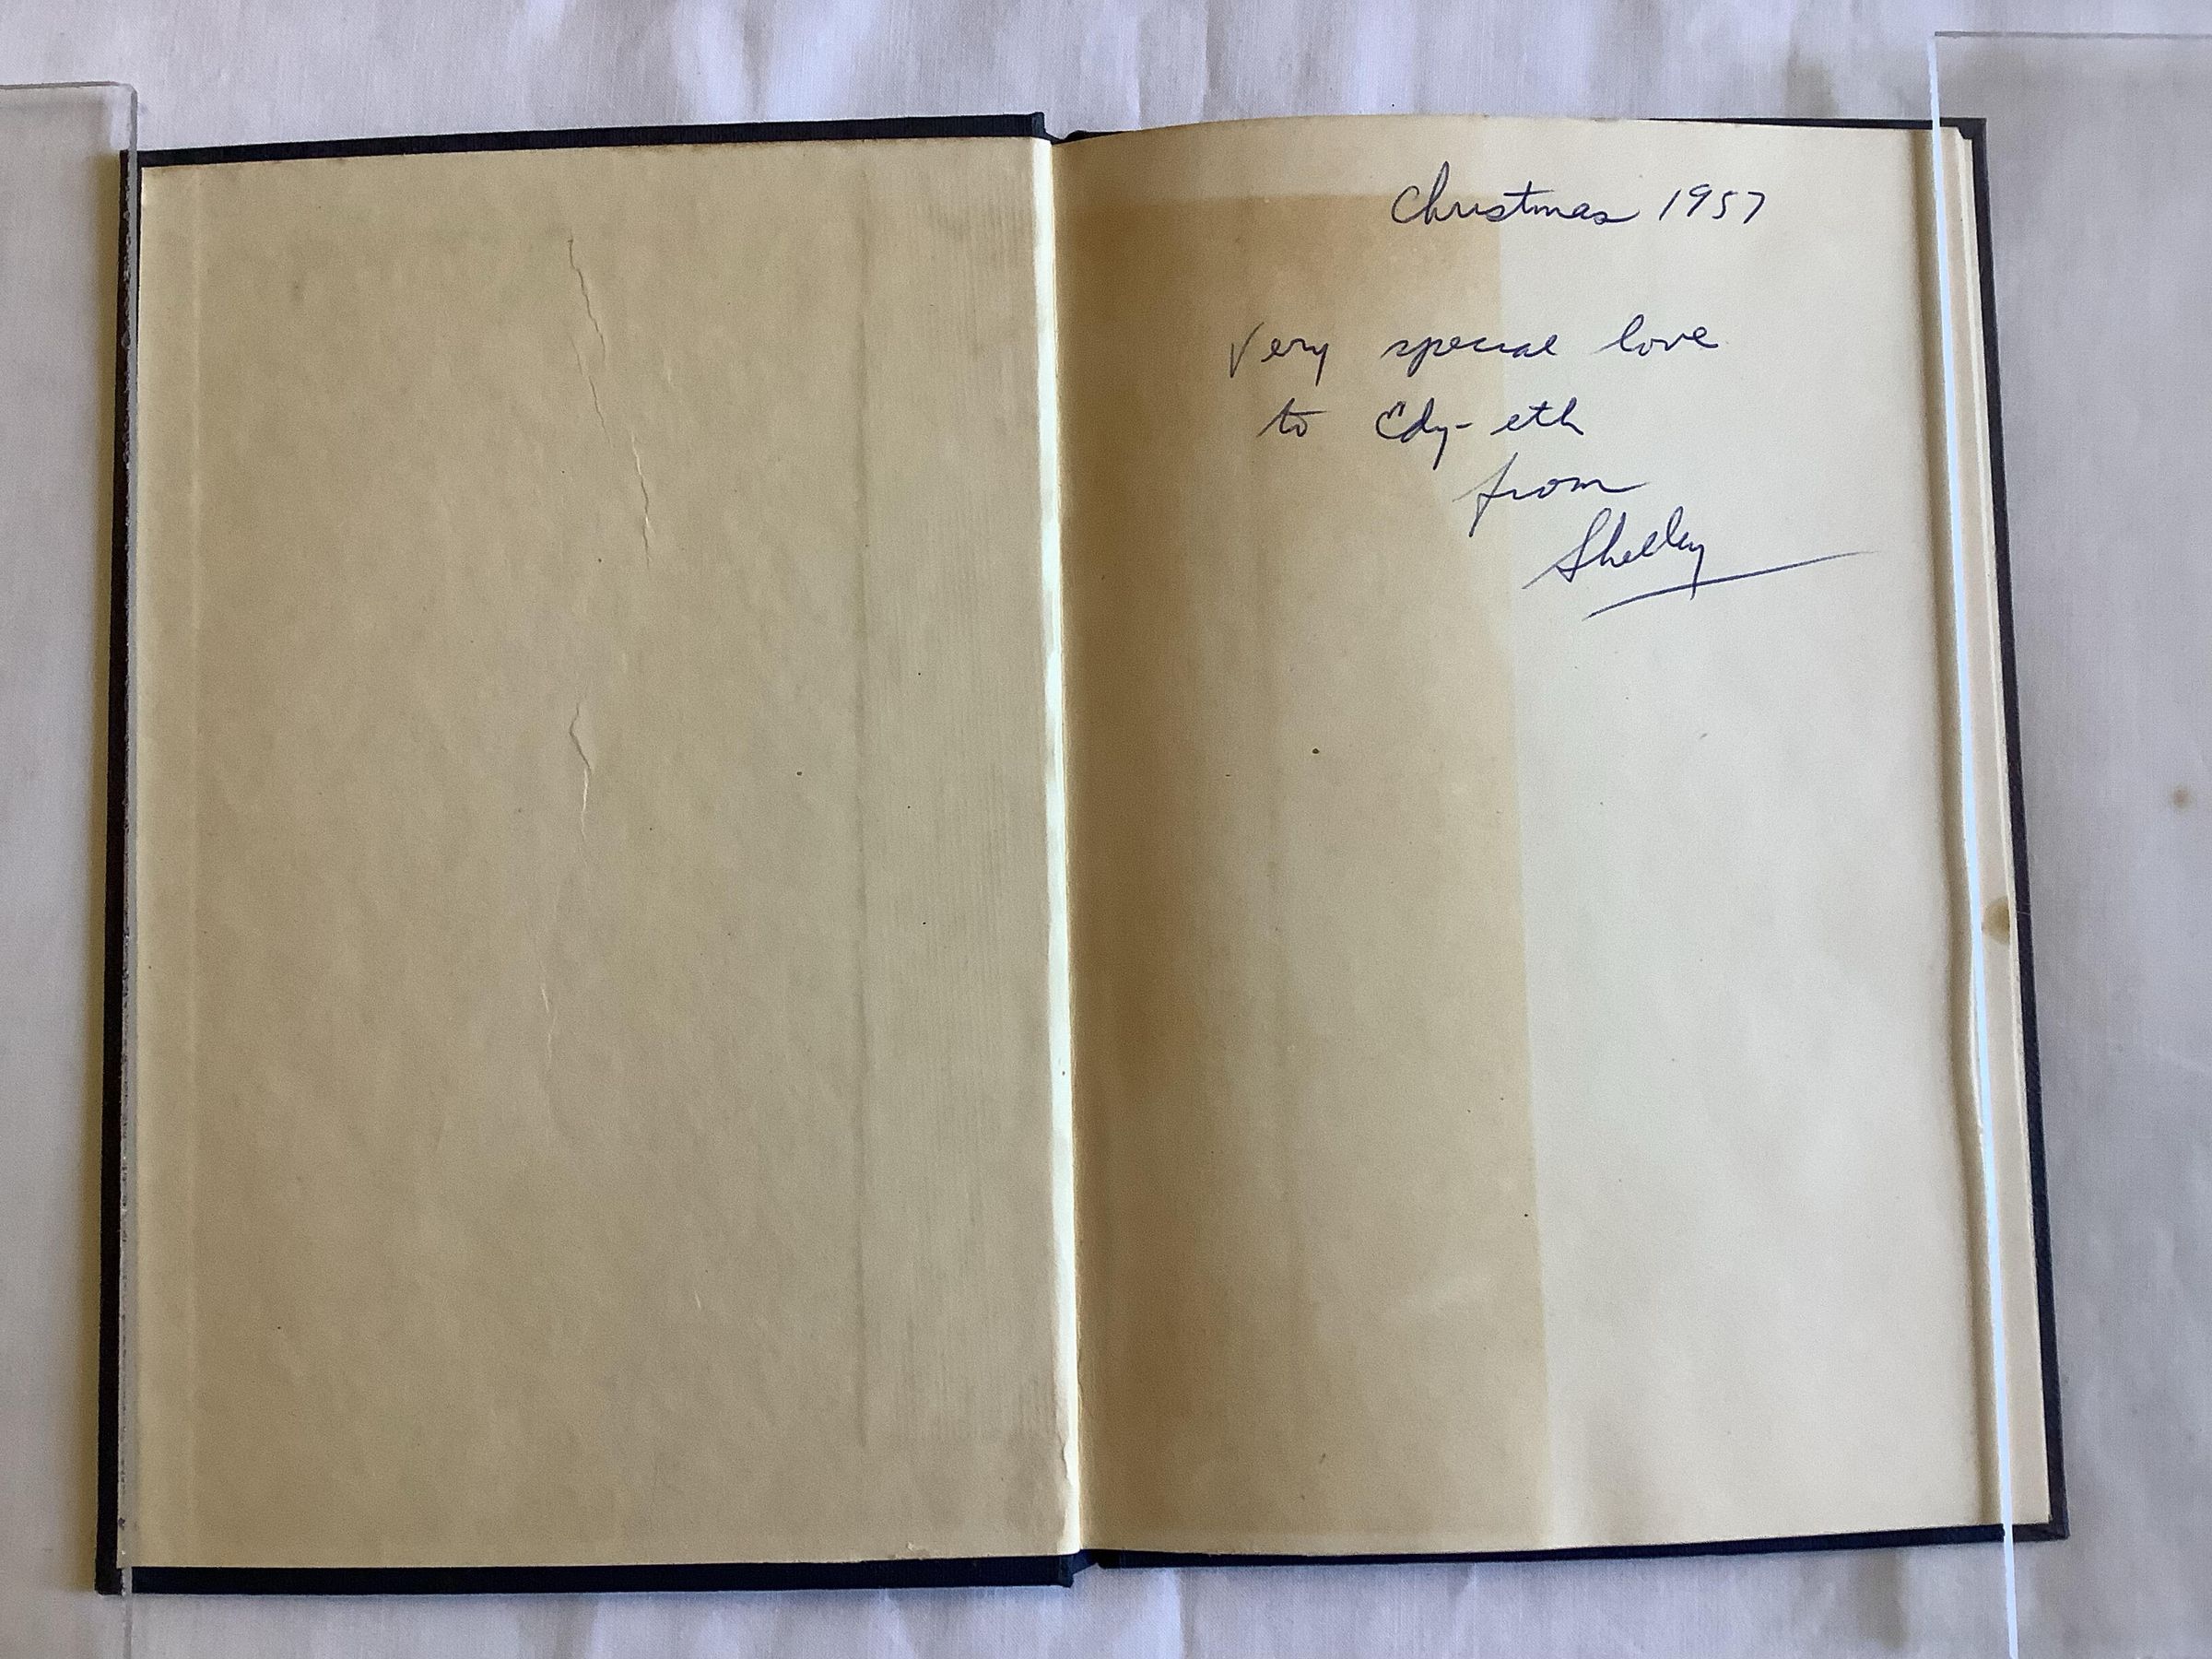 Christmas 1957
Very special love
to Edy-eth
from
Shelley